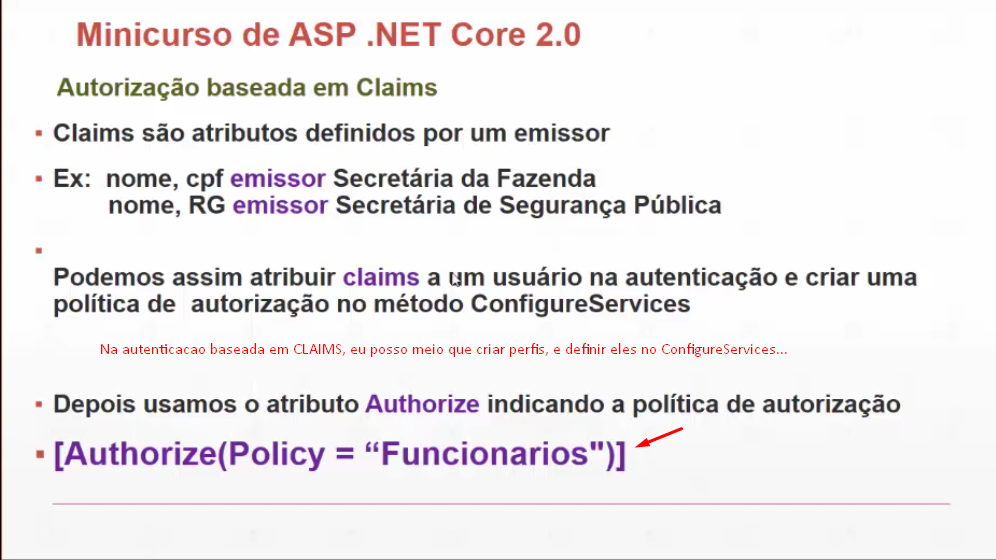 Minicurso de ASP .NET Core 2.0
Autorização baseada em Claims
▪ Claims são atributos definidos por um emissor
▪ Ex: nome, cpf emissor Secretária da Fazenda
nome, RG emissor Secretária de Segurança Pública
▪
Podemos assim atribuir claims a um usuário na autenticação e criar uma
política de autorização no método ConfigureServices
Na autenticacao baseada em CLAIMS, eu posso meio que criar perfis, e definir eles no ConfigureServices...
▪ Depois usamos o atributo Authorize indicando a política de autorização
▪ [Authorize(Policy = “Funcionarios")]